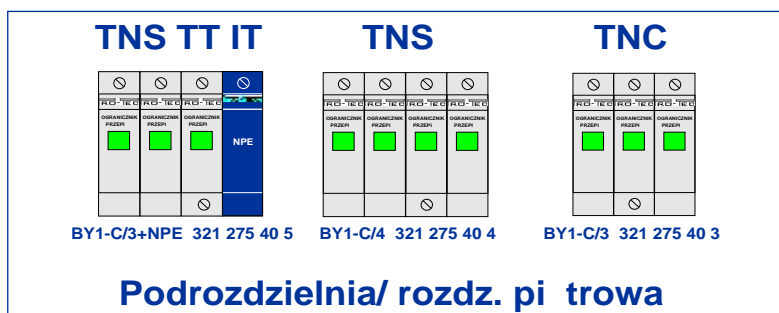 TNS TT IT TNS TNC
OGRANICZNIK PRZEPI OGRANICZNIK PRZEPI OGRANICZNIK PRZEPI NPE
OGRANICZNIK PRZEPI OGRANICZNIK PRZEPI OGRANICZNIK PRZEPI OGRANICZNIK PRZEPI
OGRANICZNIK PRZEPI OGRANICZNIK PRZEPI OGRANICZNIK PRZEPI
BY1-C/3+NPE 321 275 40 5 BY1-C/4 321 275 40 4 BY1-C/3 321 275 40 3
Podrozdzielnia/ rozdz. pi trowa